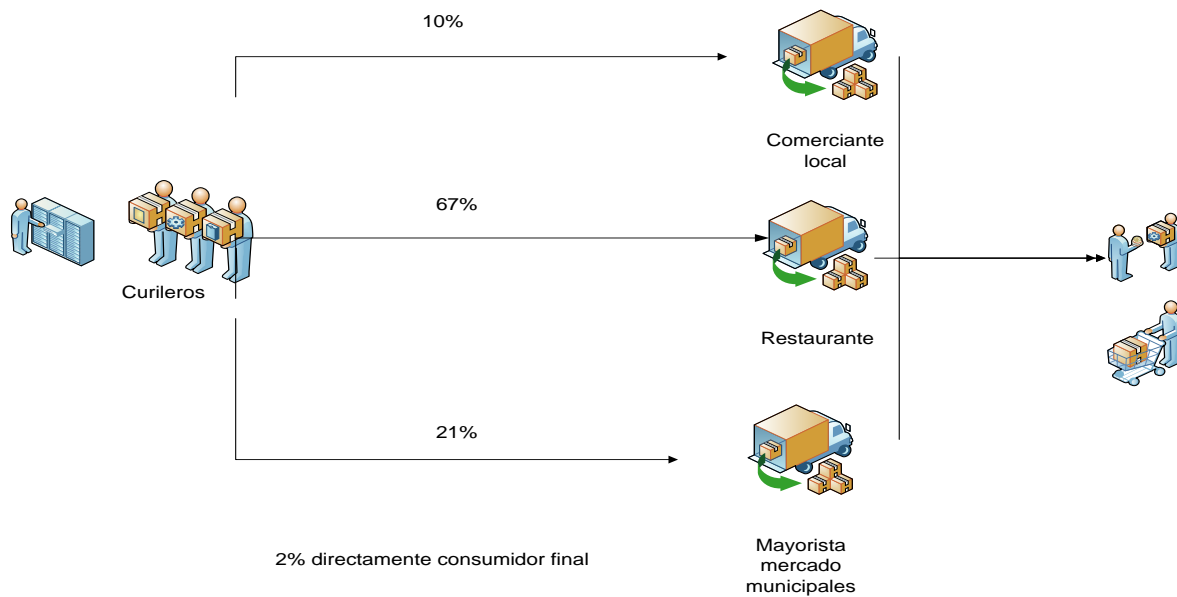 10%
Comerciante
local
67%
Curileros
Restaurante
21%
2% directamente consumidor final
Mayorista
mercado
municipales